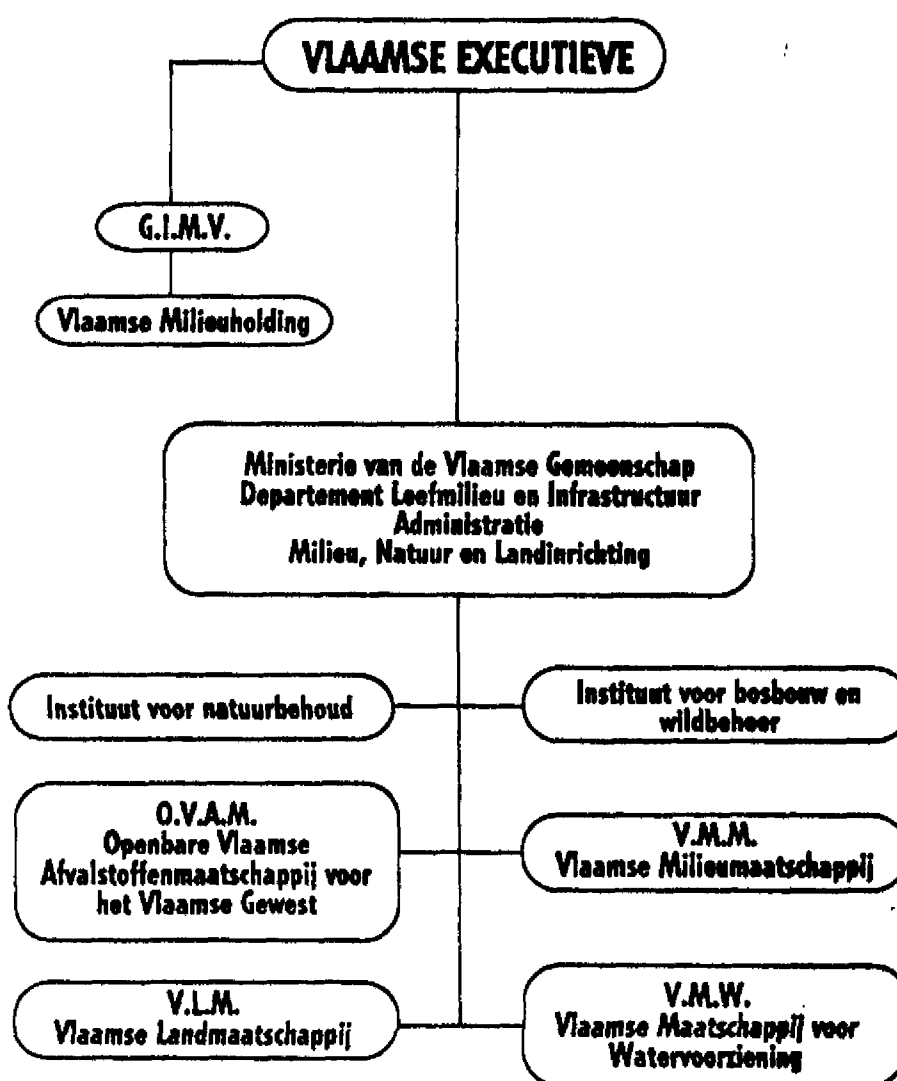 VLAAMSE EXECUTIEVE
G.I.M.V.
Vlaamse Milieuholding
Ministerie van de Vlaamse Gemeenschap
Departement Leefmilieu en Infrastructuur
Administratie
Milieu, Natuur en Landinrichting
Instituut voor natuurbehoud
Instituut voor bosbouw en
wildbeheer
O.V.A.M.
Openbare Vlaamse
Afvalstoffenmaatschappij voor
het Vlaamse Gewest
V.M.M.
Vlaamse Milieumaatschappij
V.L.M.
Vlaamse Landmaatschappij
V.M.W.
Vlaamse Maatschappij voor
Watervoorziening